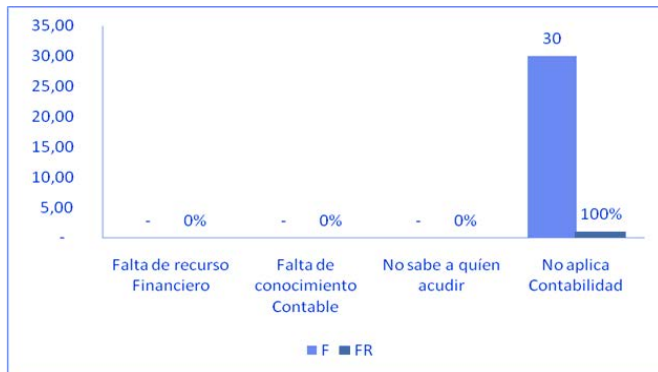 35,00
30,00
25,00
20,00
15,00
10,00
5,00
-
- 0%
- 0%
- 0%
30
100%
Falta de recurso
Financiero
Falta de
conocimiento
Contable
No sabe a quíen
acudir
No aplica
Contabilidad
F FR